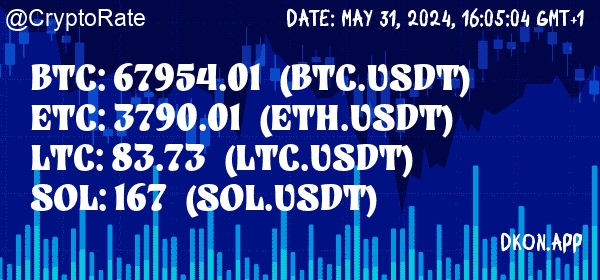 @CryptoRate
DATE: MAY 31, 2024, 16:05:04 GMT+1
BTC: 67954.01 (BTC.USDT)
ETC: 3790.01 (ETH.USDT)
LTC: 83.73 (LTC.USDT)
SOL: 167 (SOL.USDT)
DKON.APP